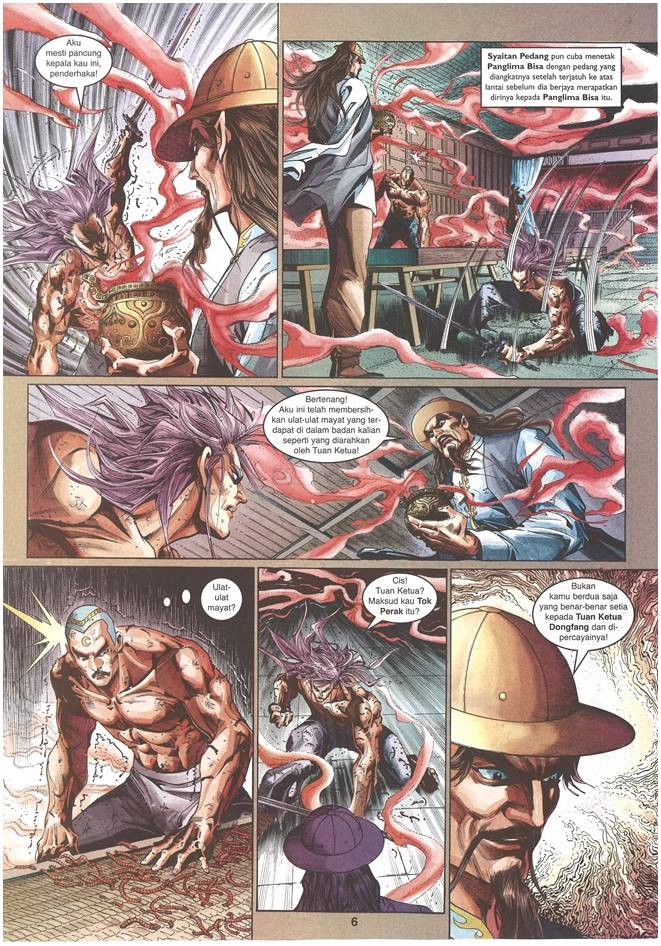 Aku
mesti pancung
kepala kau ini,
penderhaka!
Syaitan Pedang pun cuba menetak
Panglima Bisa dengan pedang yang
diangkatnya setelah terjatuh ke atas
lantai sebelum dia berjaya merapatkan
dirinya kepada Panglima Bisa itu.
Bertenang!
Aku ini telah membersih-
kan ulat-ulat mayat yang ter-
dapat di dalam badan kalian
seperti yang diarahkan
oleh Tuan Ketua!
Ulat-
ulat
mayat?
Cis!
Tuan Ketua?
Maksud kau Tok
Perak itu?
Bukan
kamu berdua saja
yang benar-benar setia
kepada Tuan Ketua
Dongfang dan di-
percayainya!
6